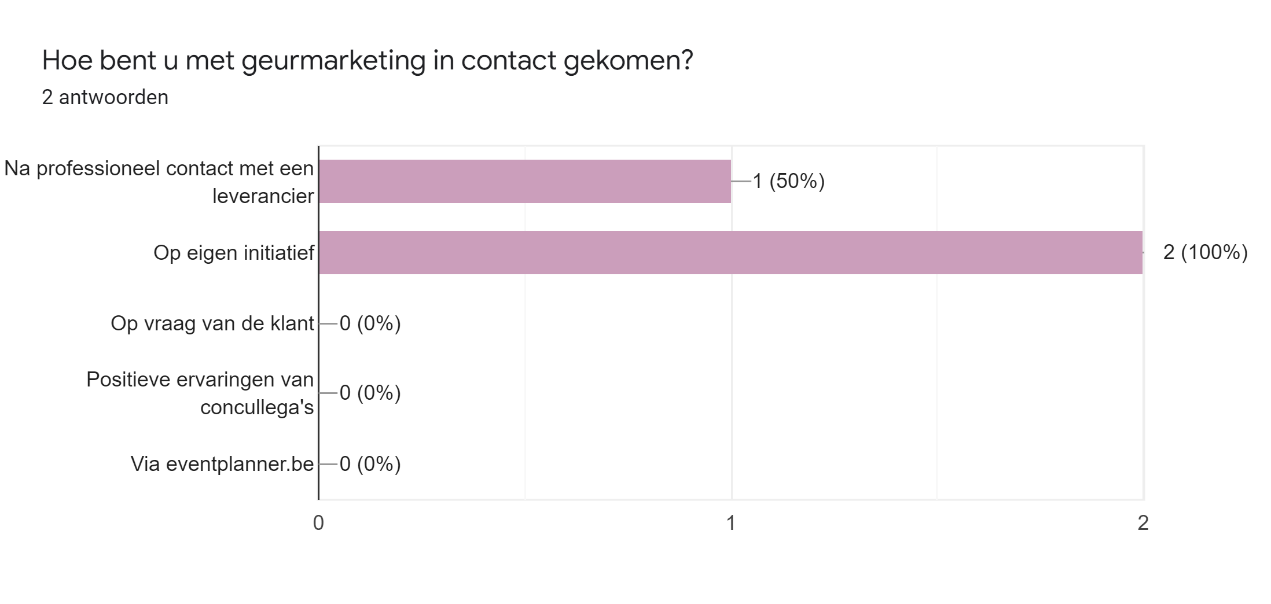 Hoe bent u met geurmarketing in contact gekomen?
2 antwoorden
Na professioneel contact met een
leverancier
1 (50%)
Op eigen initiatief
2 (100%)
Op vraag van de klant
0 (0%)
Positieve ervaringen van
concullega's
0 (0%)
Via eventplanner.be
0 (0%)
0 1 2